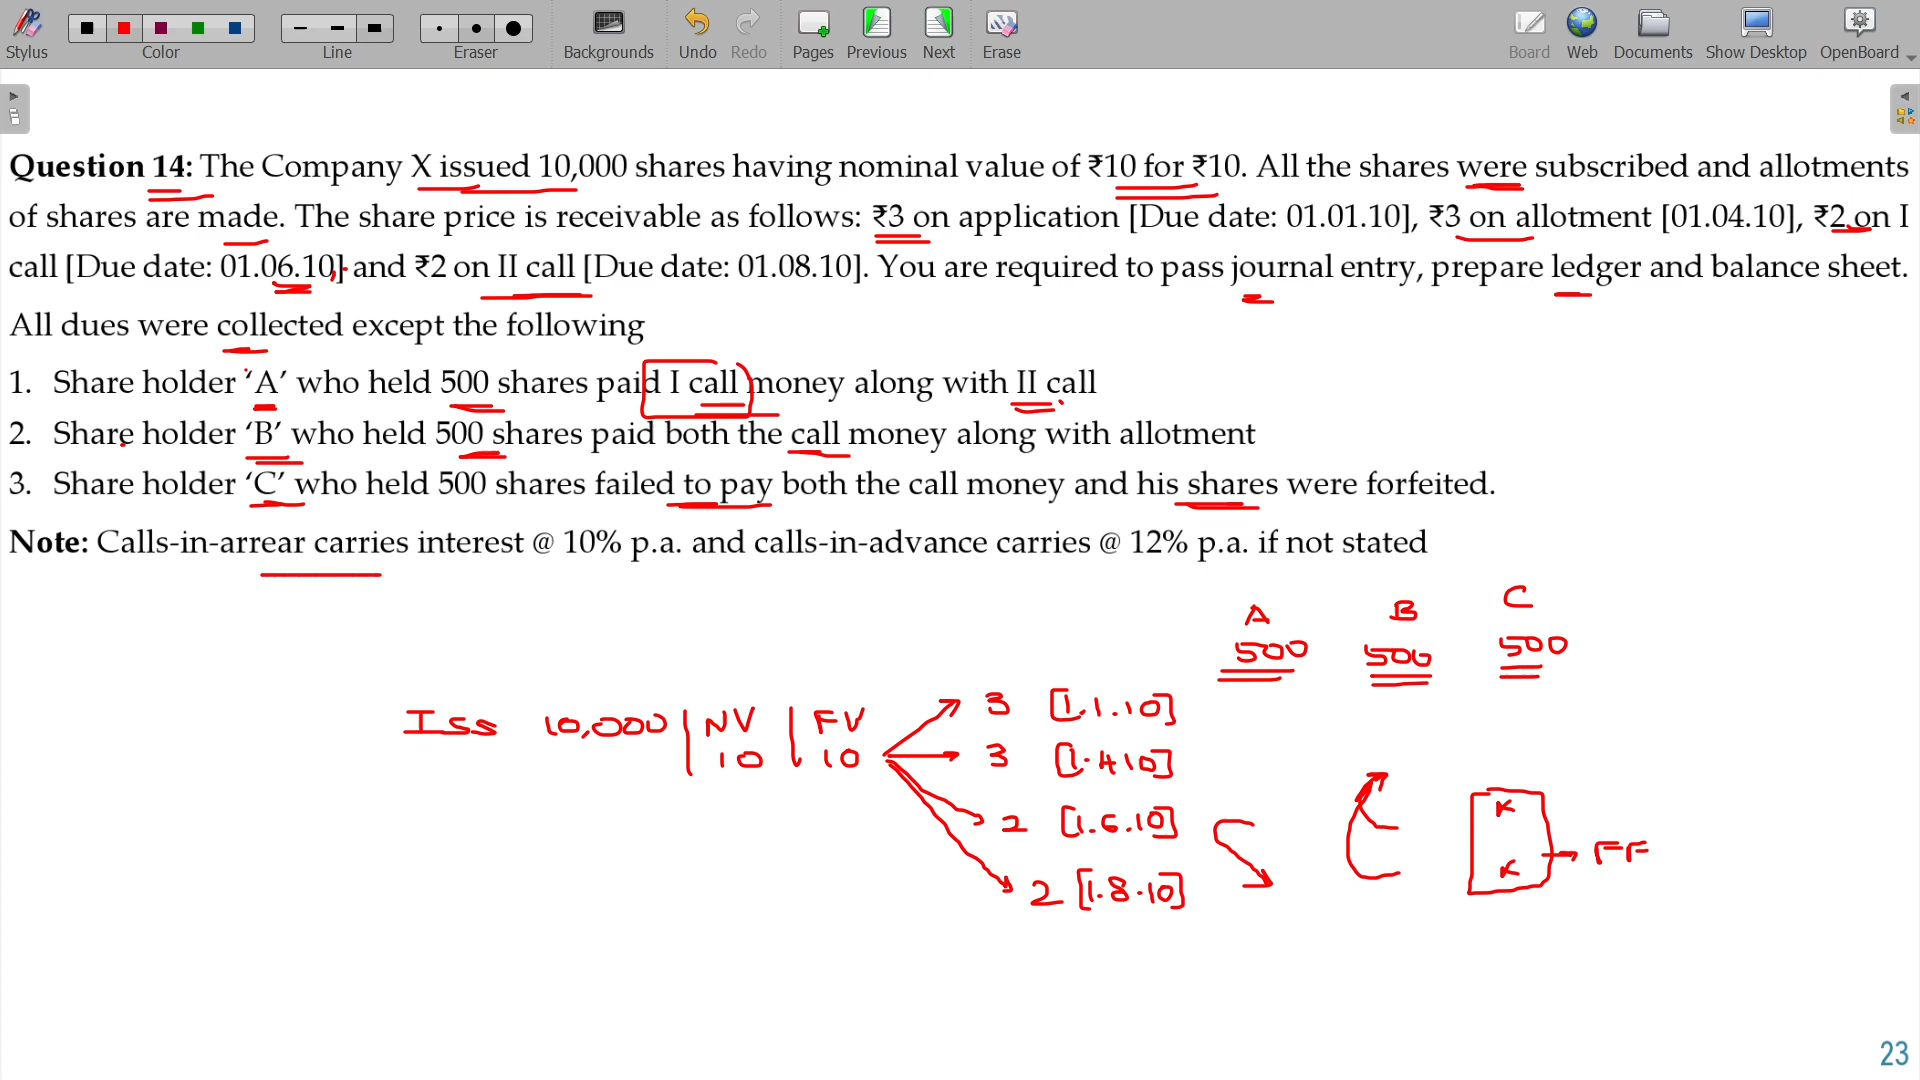 Stylus Color Line Eraser Backgrounds Undo Redo Pages Previous Next Erase Board Web Documents Show Desktop OpenBoard
Question 14: The Company X issued 10,000 shares having nominal value of ₹10 for ₹10. All the shares were subscribed and allotments
of shares are made. The share price is receivable as follows: ₹3 on application [Due date: 01.01.10], ₹3 on allotment [01.04.10], ₹2 on I
call [Due date: 01.06.10] and ₹2 on II call [Due date: 01.08.10]. You are required to pass journal entry, prepare ledger and balance sheet.
All dues were collected except the following
1. Share holder ‘A’ who held 500 shares paid I call money along with II call
2. Share holder ‘B’ who held 500 shares paid both the call money along with allotment
3. Share holder ‘C’ who held 500 shares failed to pay both the call money and his shares were forfeited.
Note: Calls-in-arrear carries interest @ 10% p.a. and calls-in-advance carries @ 12% p.a. if not stated
A B C
500 500 500
Iss 10,000 | NV | FV
10 10
3 [1.1.10]
3 [1.4.10]
2 [1.6.10]
2 [1.8.10]
x
x
FF
23